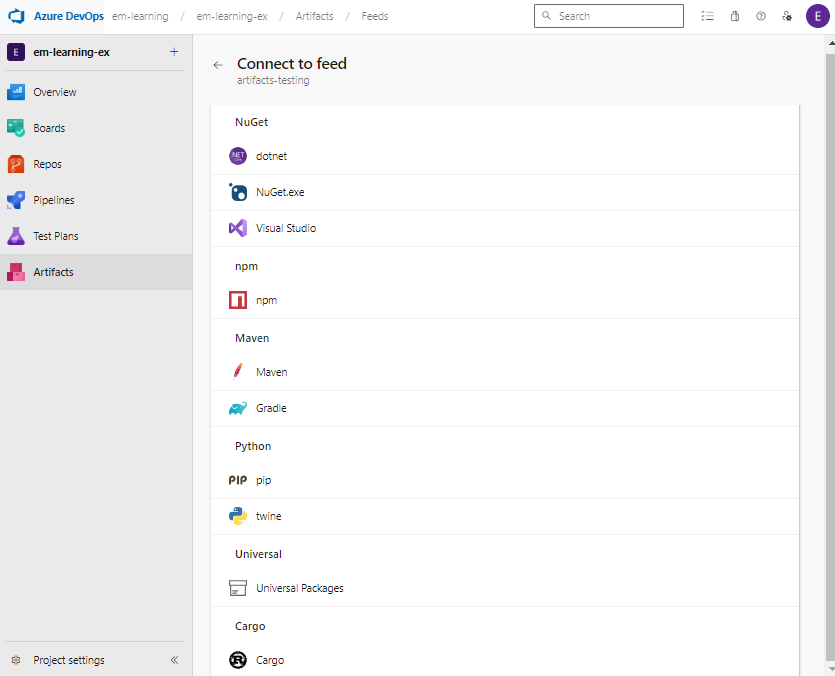 Azure DevOps em-learning / em-learning-ex / Artifacts / Feeds Search E
E em-learning-ex +
Overview
Boards
Repos
Pipelines
Test Plans
Artifacts
Project settings
Connect to feed
artifacts-testing
NuGet
.NET dotnet
NuGet.exe
Visual Studio
npm
npm
Maven
Maven
Gradle
Python
PIP pip
twine
Universal
Universal Packages
Cargo
R Cargo